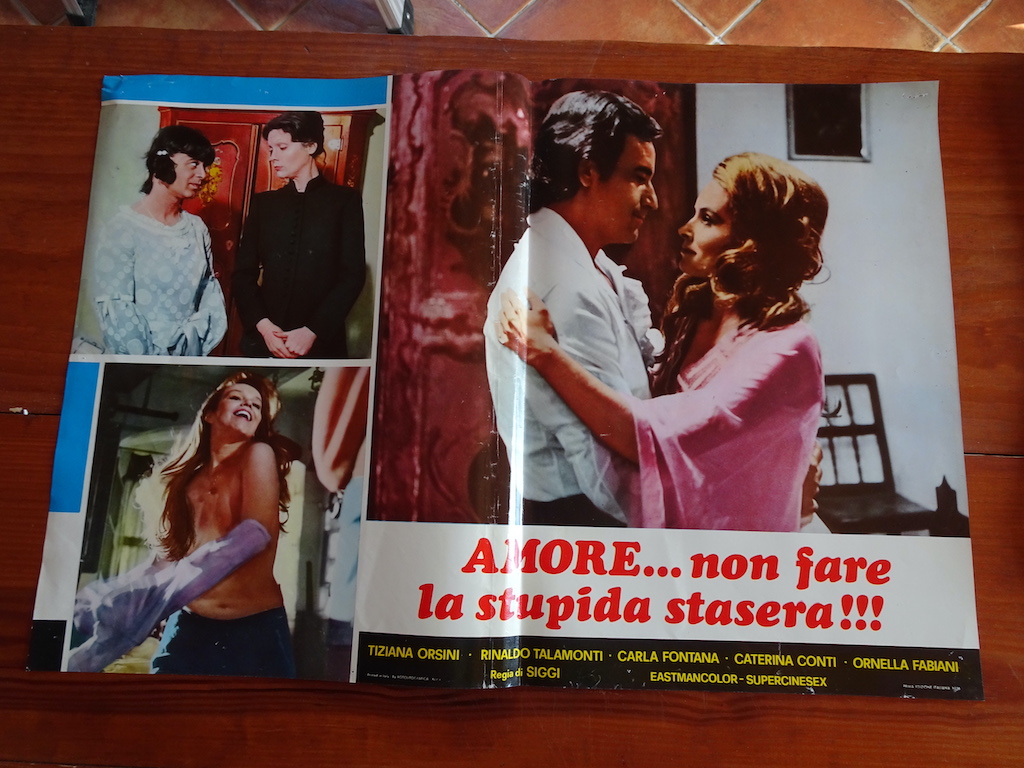 AMORE... non fare
la stupida stasera!!!
TIZIANA ORSINI · RINALDO TALAMONTI · CARLA FONTANA · CATERINA CONTI · ORNELLA FABIANI
Regia di SIGGI
EASTMANCOLOR - SUPERCINESEX